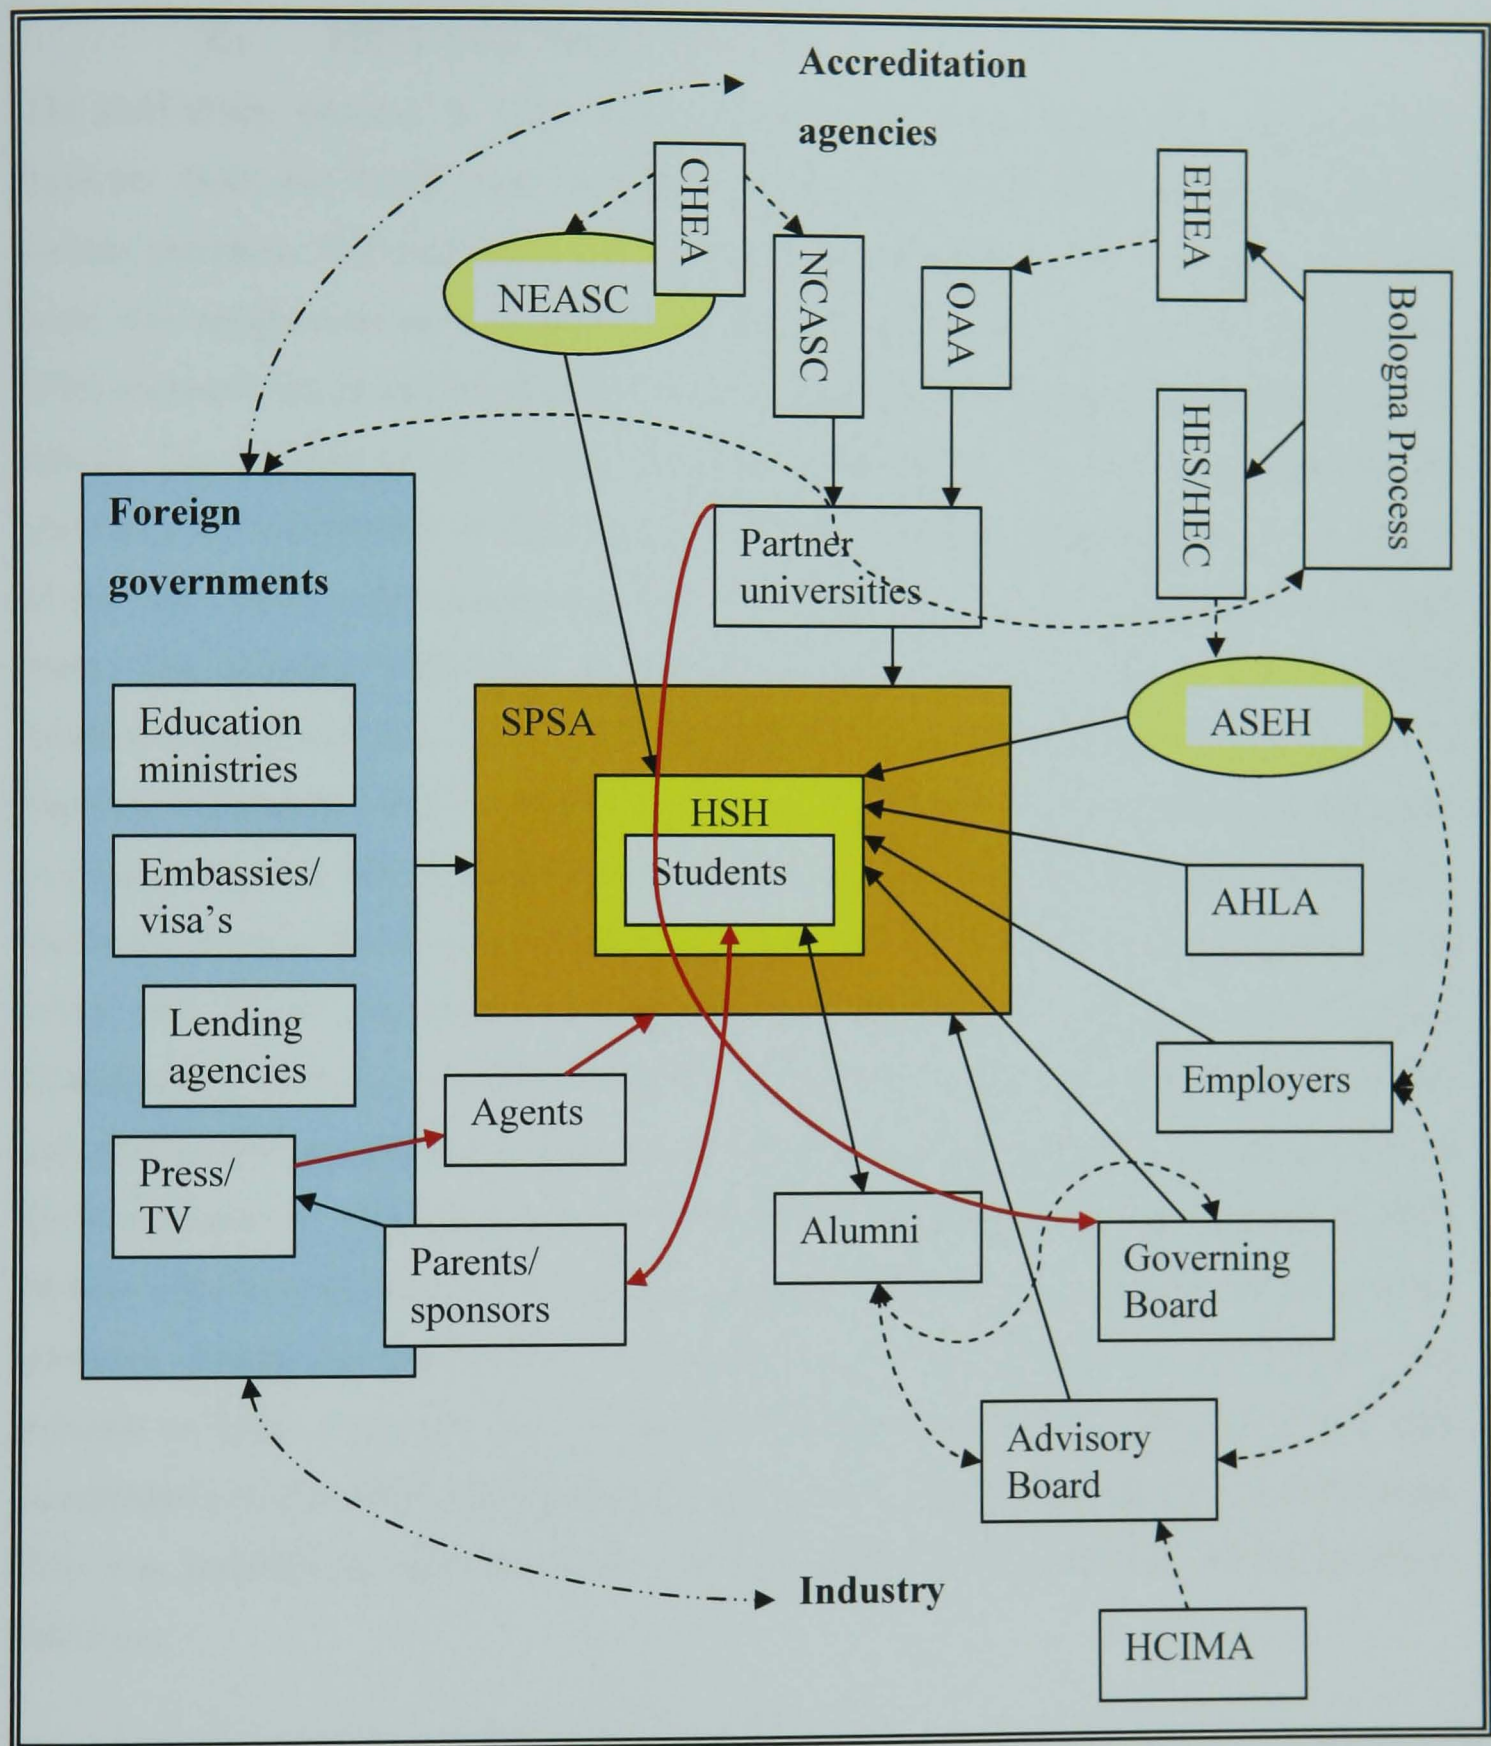 Accreditation
agencies
CHEA
EHEA
NEASC
NCASC
OAA
Bologna Process
HES/HEC
Foreign
governments
Partner
universities
SPSA
ASEH
Education
ministries
HSH
Students
Embassies/
visa's
AHLA
Lending
agencies
Employers
Agents
Press/
TV
Alumni
Parents/
sponsors
Governing
Board
Advisory
Board
Industry
HCIMA